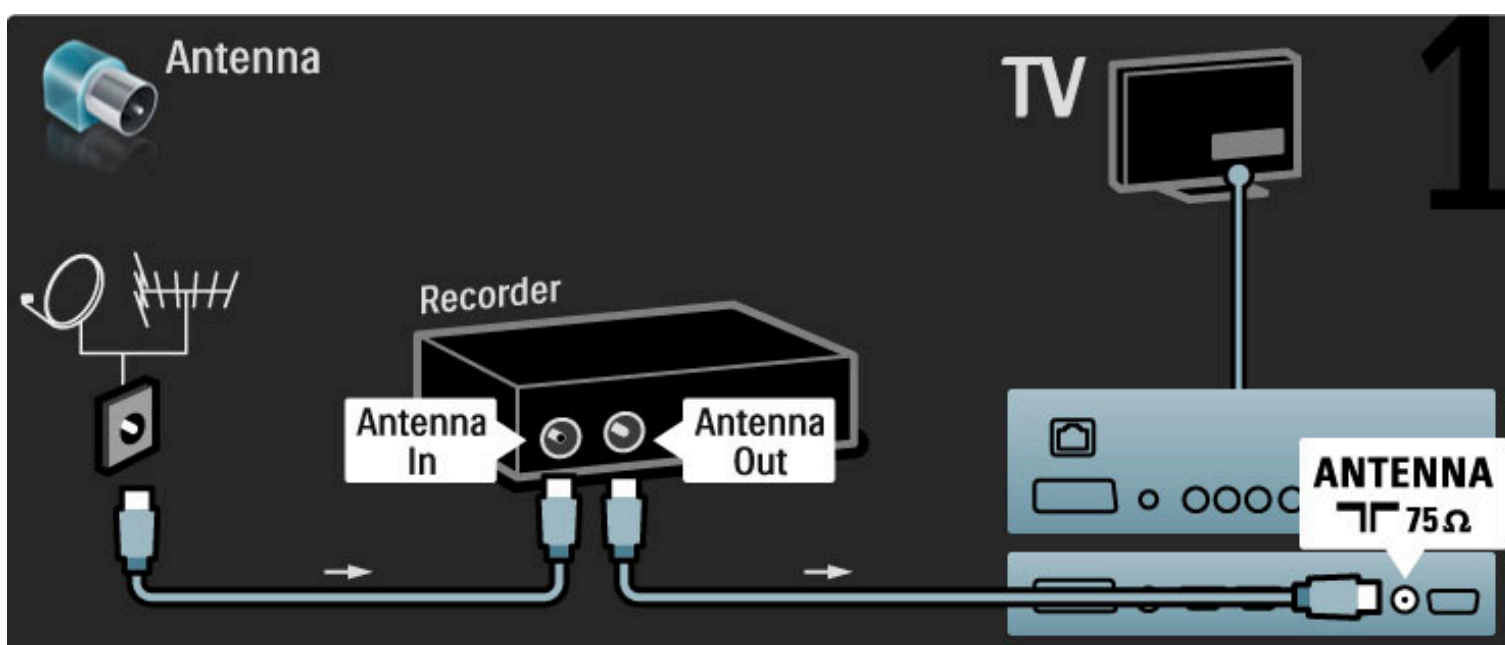 Antenna
TV
1
Recorder
Antenna
In
Antenna
Out
ANTENNA
75Ω